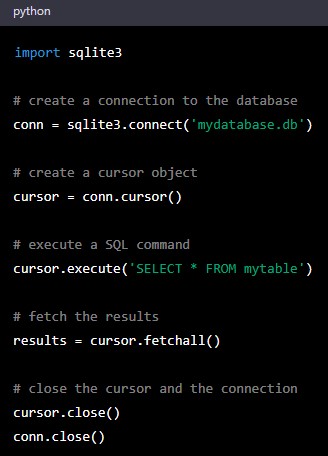 python
import sqlite3
# create a connection to the database
conn = sqlite3.connect('mydatabase.db')
# create a cursor object
cursor = conn.cursor()
# execute a SQL command
cursor.execute('SELECT * FROM mytable')
# fetch the results
results = cursor.fetchall()
# close the cursor and the connection
cursor.close()
conn.close()